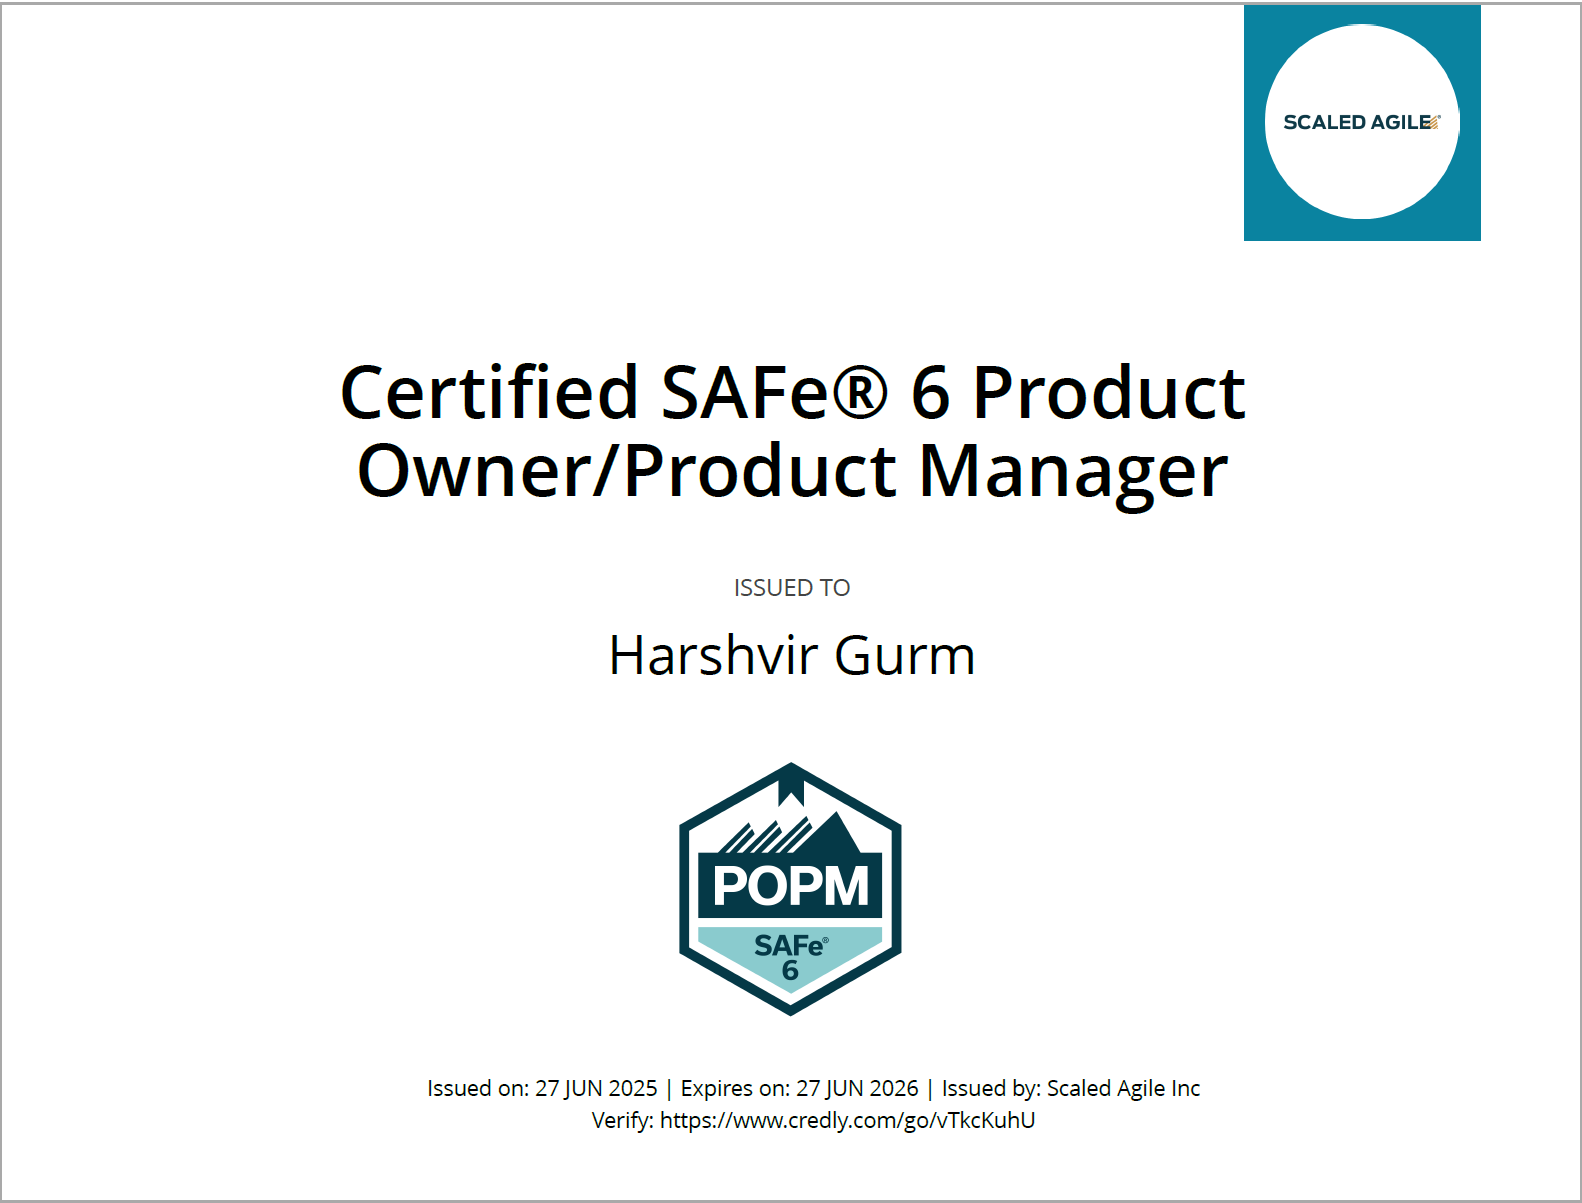 SCALED AGILE®
Certified SAFe® 6 Product
Owner/Product Manager
ISSUED TO
Harshvir Gurm
POPM
SAFe®
6
Issued on: 27 JUN 2025 | Expires on: 27 JUN 2026 | Issued by: Scaled Agile Inc
Verify: https://www.credly.com/go/vTkcKuhU